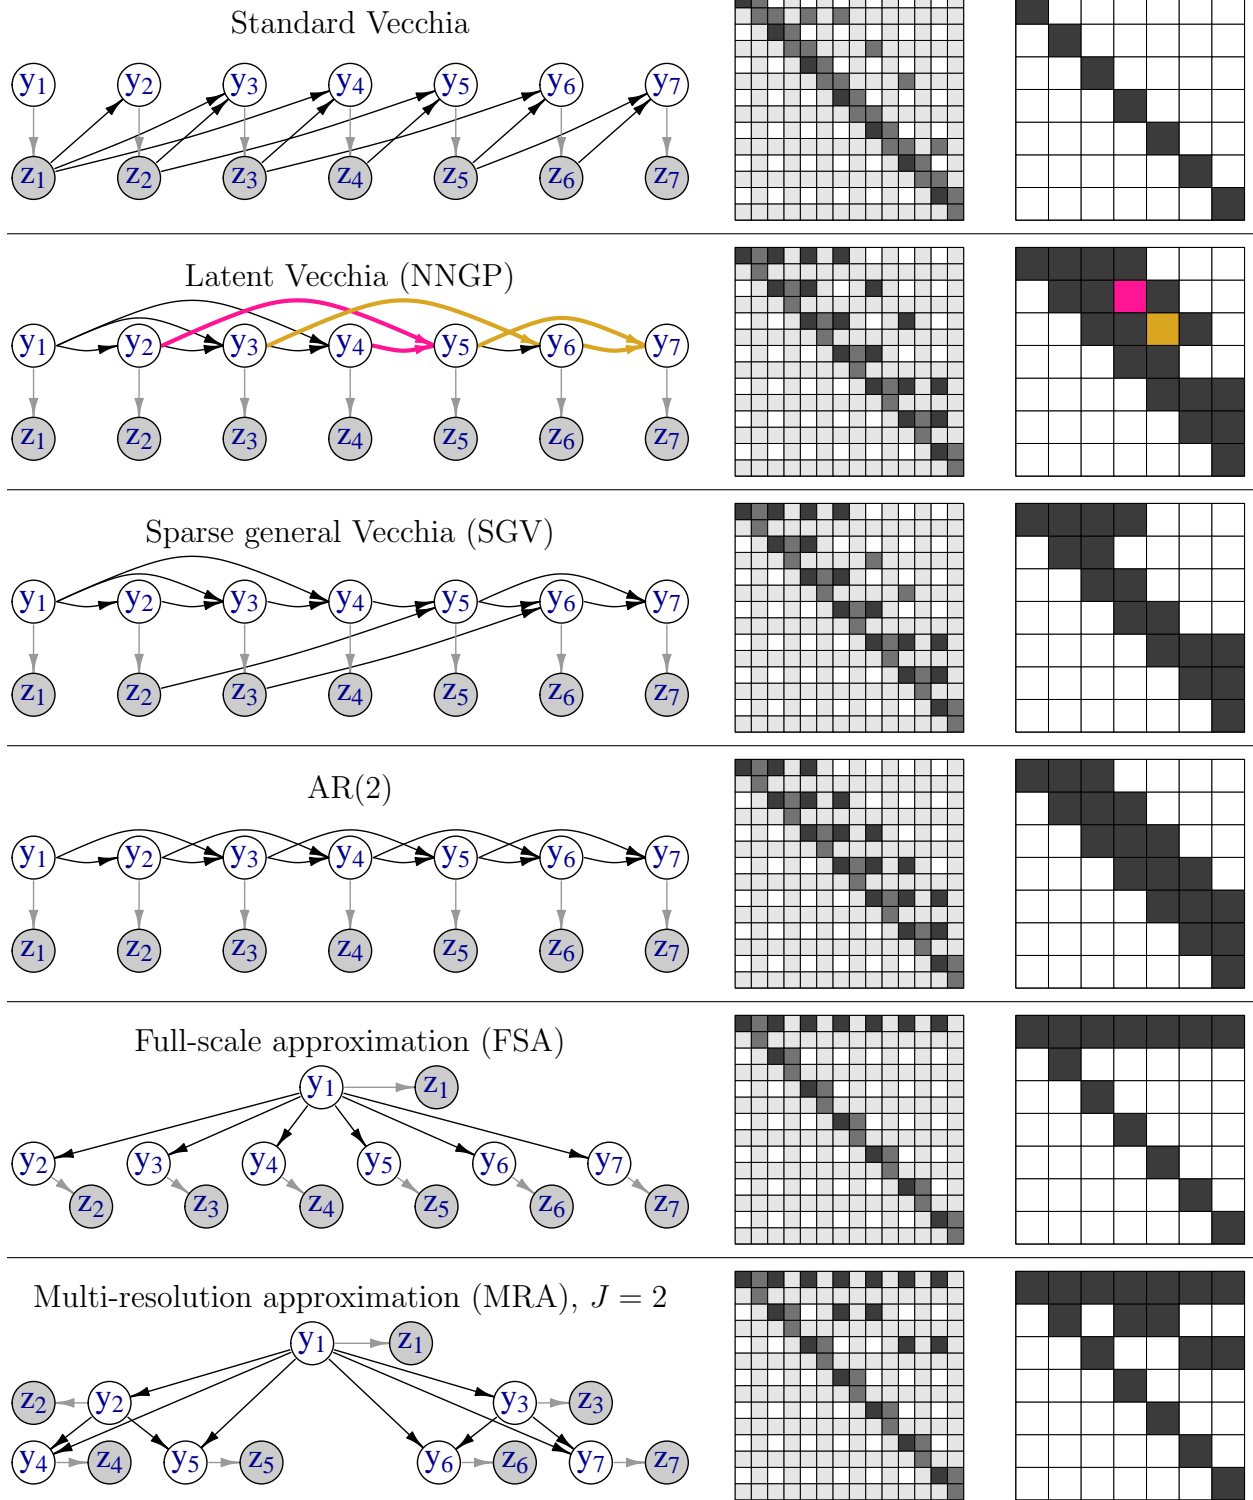 Standard Vecchia
y1 y2 y3 y4 y5 y6 y7
z1 z2 z3 z4 z5 z6 z7
Latent Vecchia (NNGP)
y1 y2 y3 y4 y5 y6 y7
z1 z2 z3 z4 z5 z6 z7
Sparse general Vecchia (SGV)
y1 y2 y3 y4 y5 y6 y7
z1 z2 z3 z4 z5 z6 z7
AR(2)
y1 y2 y3 y4 y5 y6 y7
z1 z2 z3 z4 z5 z6 z7
Full-scale approximation (FSA)
y1 z1
y2 y3 y4 y5 y6 y7
z2 z3 z4 z5 z6 z7
Multi-resolution approximation (MRA), J = 2
y1 z1
z2 y2 y3 z3
y4 z4 y5 z5 y6 z6 y7 z7